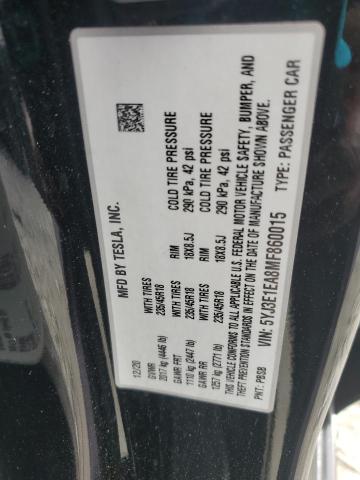 MFD BY TESLA, INC.
12/20
GVWR
2017 kg (4446 lb)
WITH TIRES
235/45R18
GAWR FRT
1110 kg (2447 lb)
WITH TIRES
235/45R18
RIM
18X8.5J
COLD TIRE PRESSURE
290 kPa, 42 psi
GAWR RR
1257 kg (2771 lb)
WITH TIRES
235/45R18
RIM
18X8.5J
COLD TIRE PRESSURE
290 kPa, 42 psi
THIS VEHICLE CONFORMS TO ALL APPLICABLE U.S. FEDERAL MOTOR VEHICLE SAFETY, BUMPER, AND
THEFT PREVENTION STANDARDS IN EFFECT ON THE DATE OF MANUFACTURE SHOWN ABOVE.
VIN: 5YJ3E1EA8MF860015
TYPE: PASSENGER CAR
PNT: PBSB